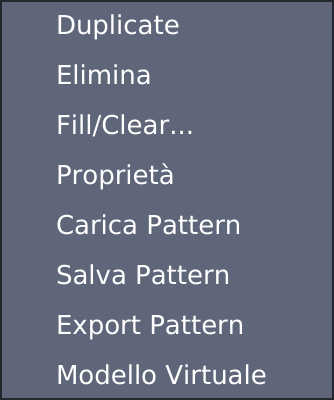 Duplicate
Elimina
Fill/Clear...
Proprietà
Carica Pattern
Salva Pattern
Export Pattern
Modello Virtuale